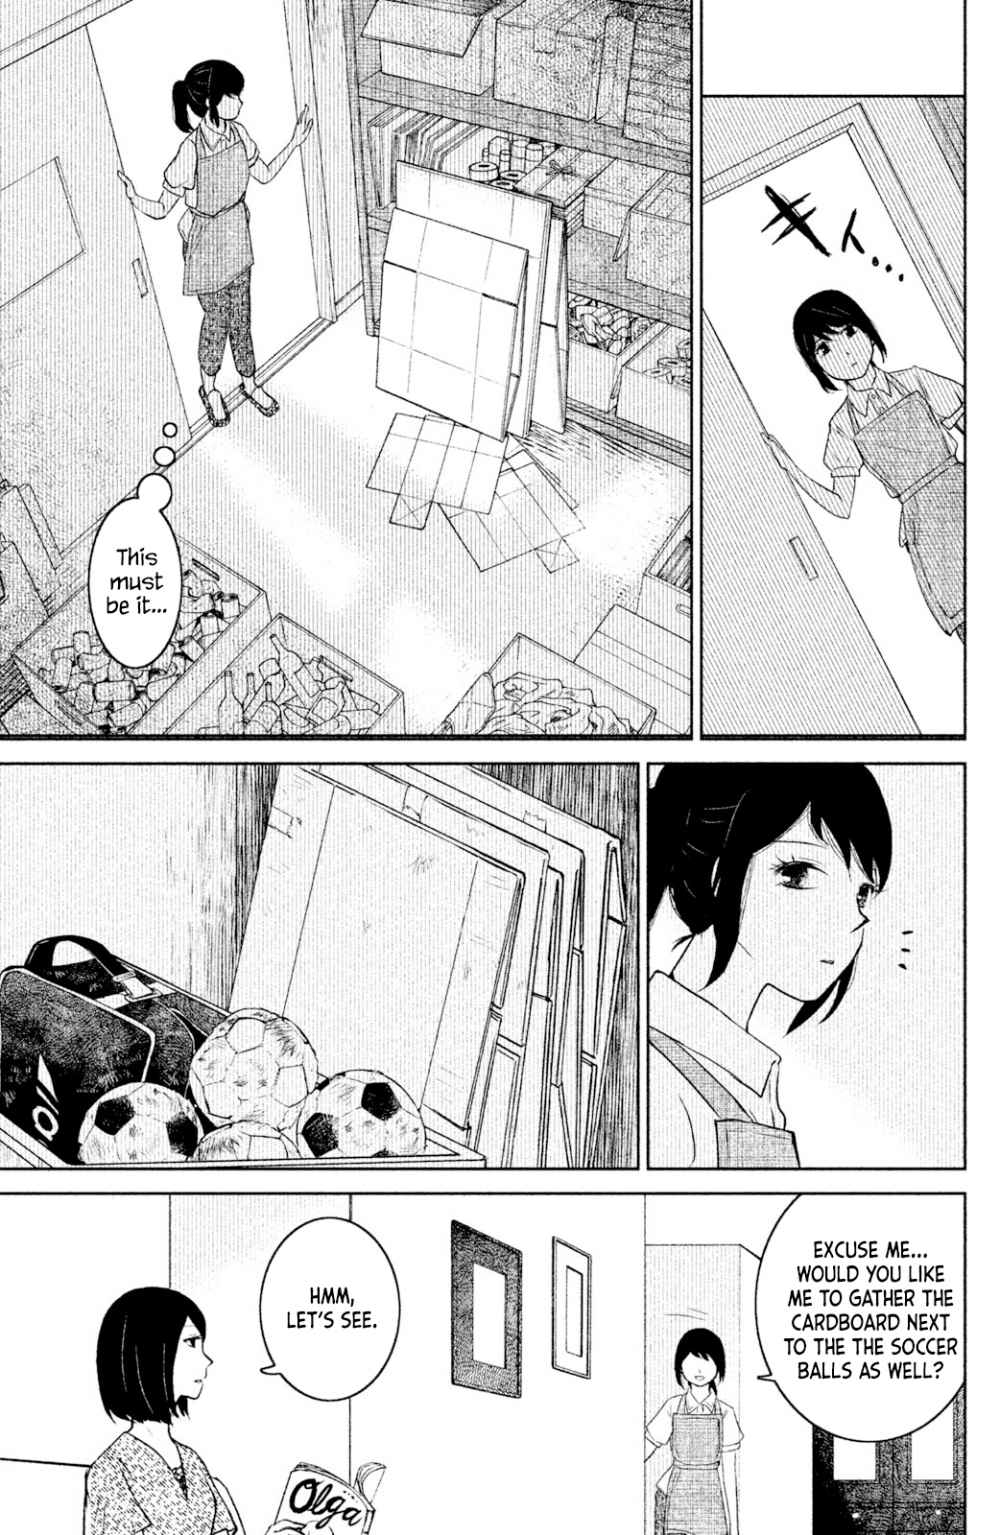 キィ...
This
must
be it...
EXCUSE ME...
WOULD YOU LIKE
ME TO GATHER THE
CARDBOARD NEXT
TO THE THE SOCCER
BALLS AS WELL?
HMM,
LET'S SEE.
Olga